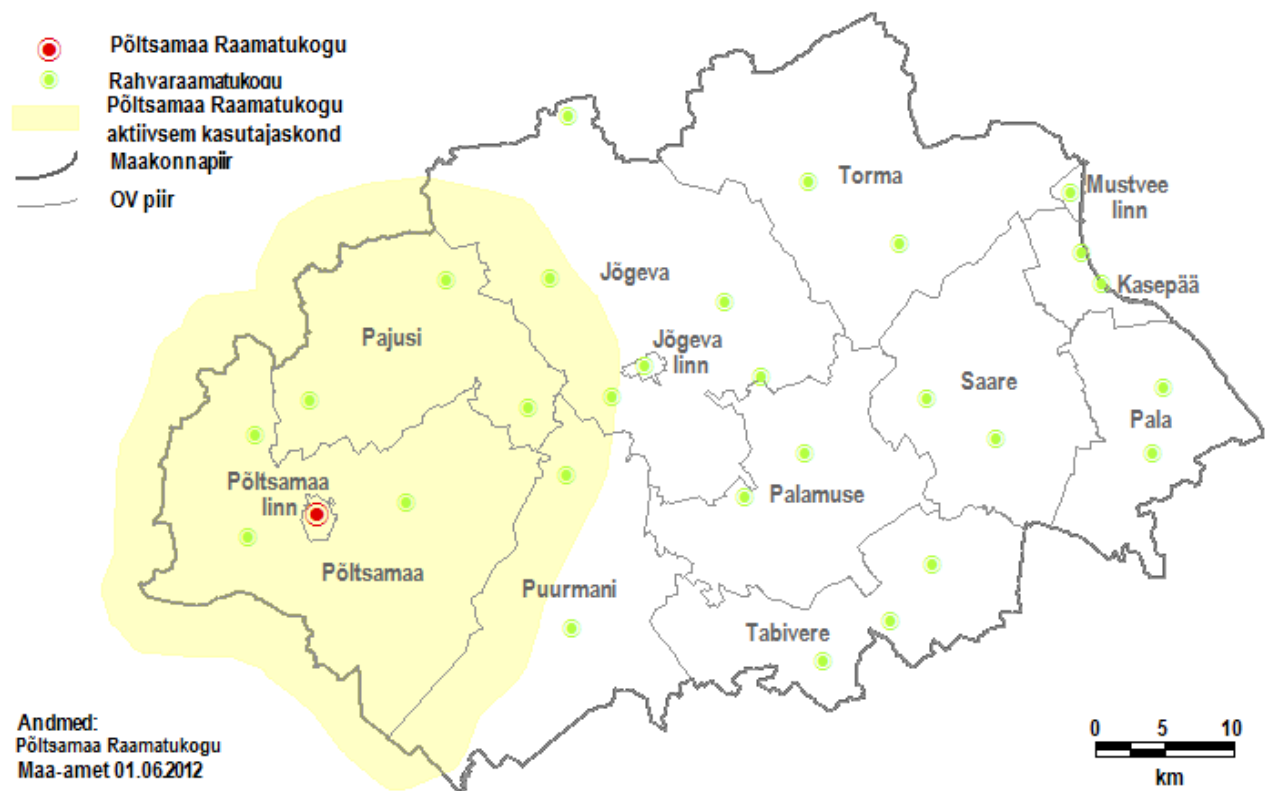 Põltsamaa Raamatukogu
Rahvaraamatukogu
Põltsamaa Raamatukogu
aktiivsem kasutajaskond
Maakonnapiir
OV piir
Torma
Mustvee
linn
Kasepää
Jõgeva
Pajusi
Jõgeva
linn
Saare
Pala
Põltsamaa
linn
Palamuse
Põltsamaa
Puurmani
Tabivere
Andmed:
Põltsamaa Raamatukogu
Maa-amet 01.06.2012
0 5 10
km